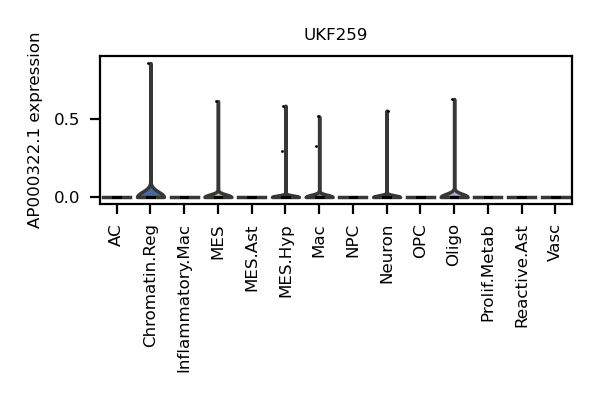 UKF259
AP000322.1 expression
0.5
0.0
AC
Chromatin.Reg
Inflammatory.Mac
MES
MES.Ast
MES.Hyp
Mac
NPC
Neuron
OPC
Oligo
Prolif.Metab
Reactive.Ast
Vasc